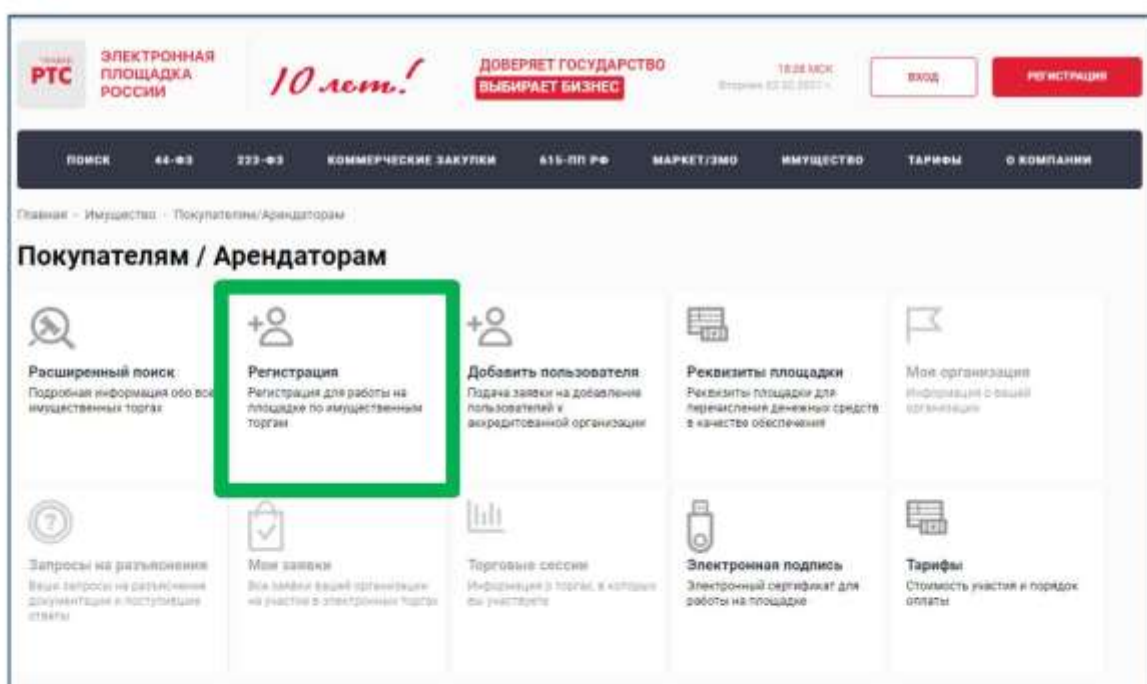 РТС
ЭЛЕКТРОННАЯ
ПЛОЩАДКА
РОССИИ
10 лет!
ДОВЕРЯЕТ ГОСУДАРСТВО
ВЫБИРАЕТ БИЗНЕС
18:28 МСК
ВХОД
РЕГИСТРАЦИЯ
ПОИСК 44-ФЗ 223-ФЗ КОММЕРЧЕСКИЕ ЗАКУПКИ 615-ПП РФ МАРКЕТ/ЗМО ИМУЩЕСТВО ТАРИФЫ О КОМПАНИИ
Главная - Имущество - Покупателям/Арендаторам
Покупателям / Арендаторам
Расширенный поиск
Подробная информация обо все
имущественных торгах
Регистрация
Регистрация для работы на
площадке по имущественным
торгам
Добавить пользователя
Подача заявки на добавление
пользователей к
аккредитованной организации
Реквизиты площадки
Реквизиты площадки для
перечисления денежных средств
в качестве обеспечения
Моя организация
Информация о вашей
организации
Запросы на разъяснения
Ваши запросы на разъяснение
документации и поступившие
ответы
Мои заявки
Все заявки вашей организации
на участие в электронных торгах
Торговые сессии
Информация о торгах, в которых
вы участвуете
Электронная подпись
Электронный сертификат для
работы на площадке
Тарифы
Стоимость участия и порядок
оплаты